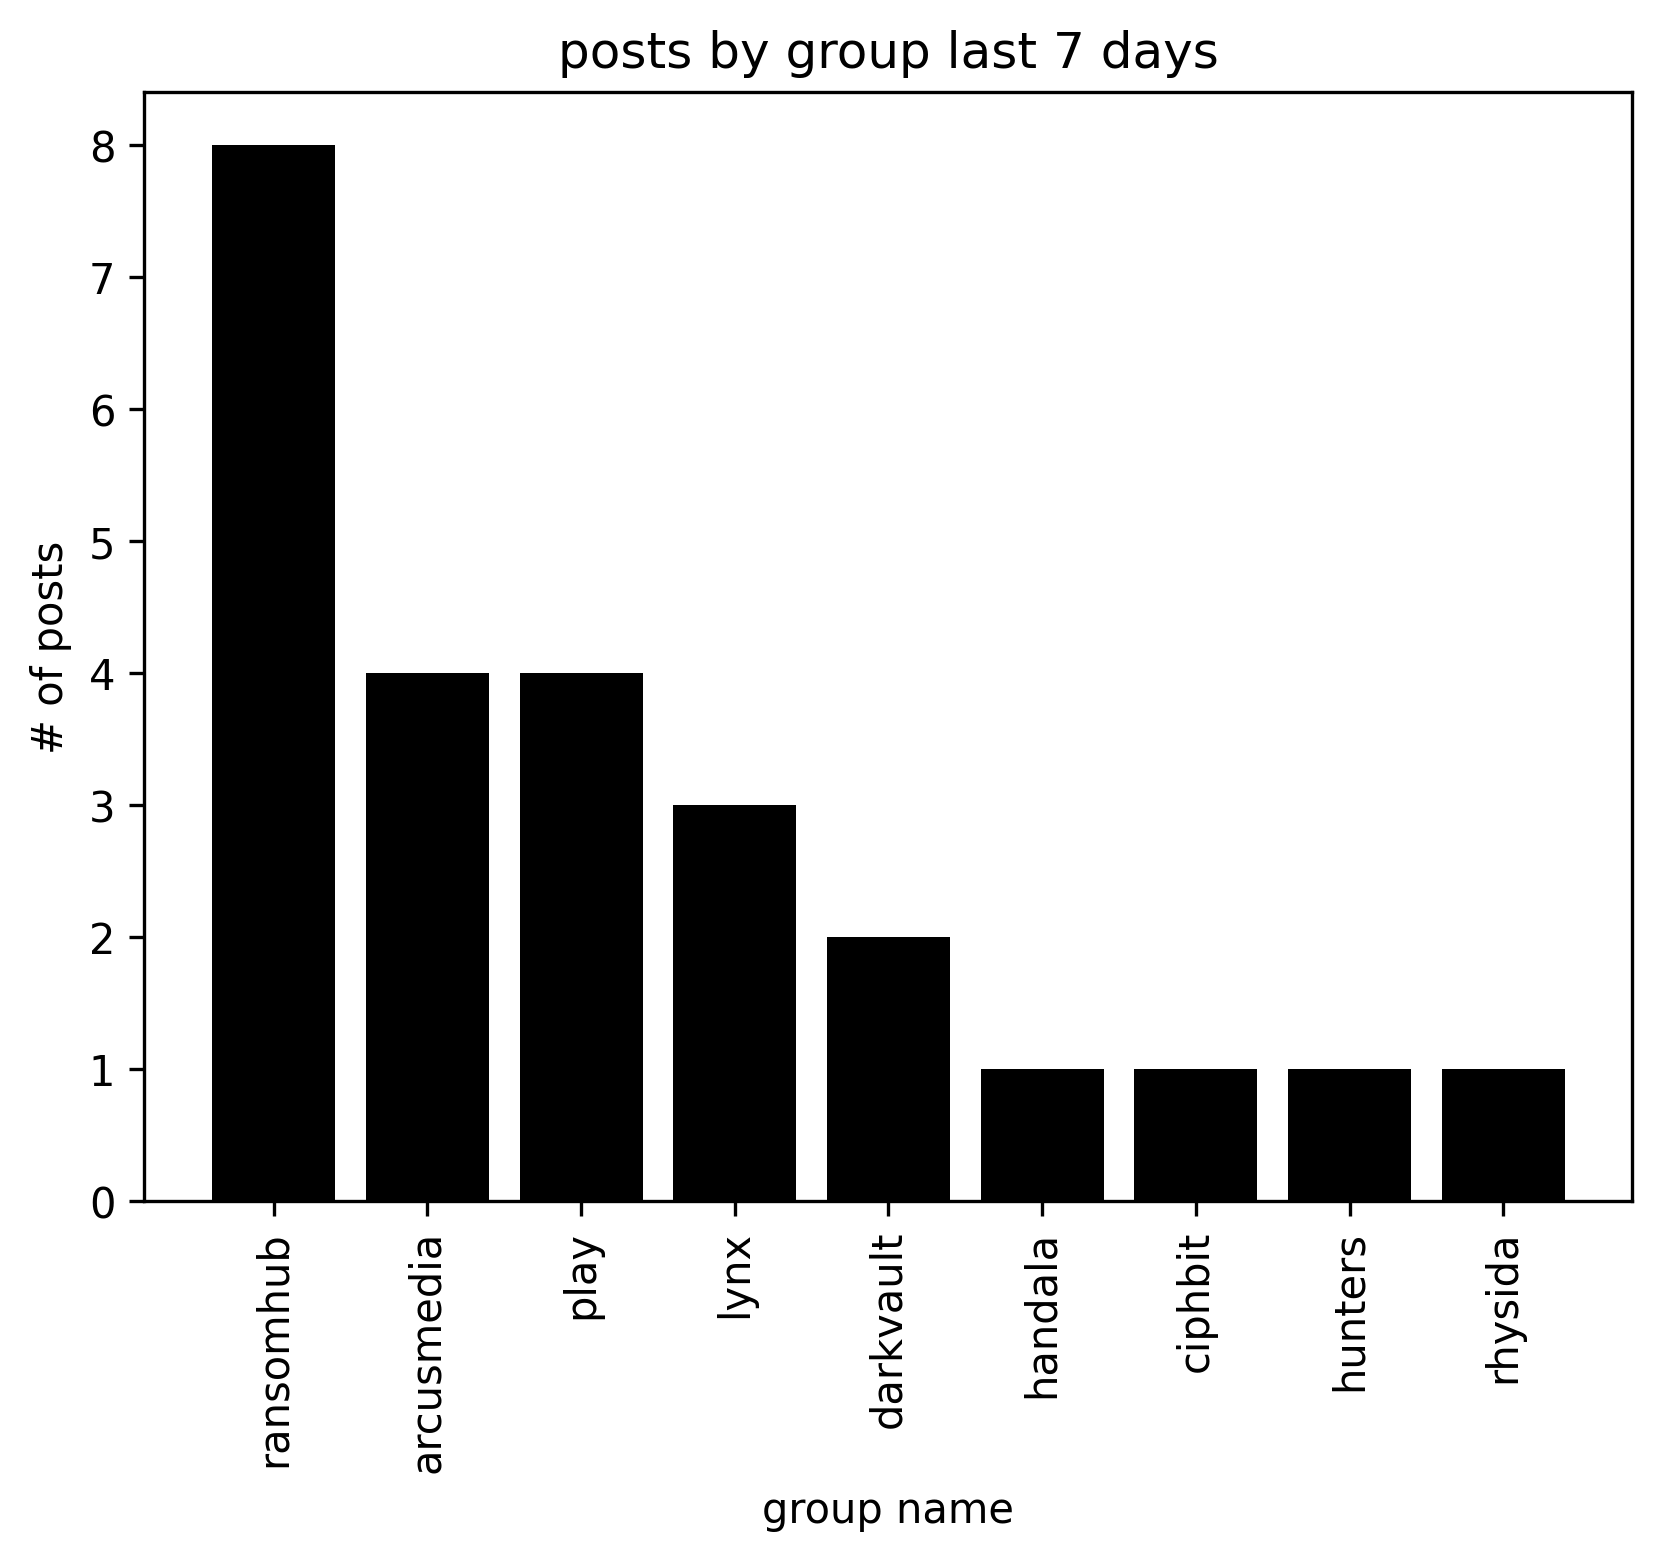 posts by group last 7 days
# of posts
8
7
6
5
4
3
2
1
0
ransomhub
arcusmedia
play
lynx
darkvault
handala
ciphbit
hunters
rhysida
group name